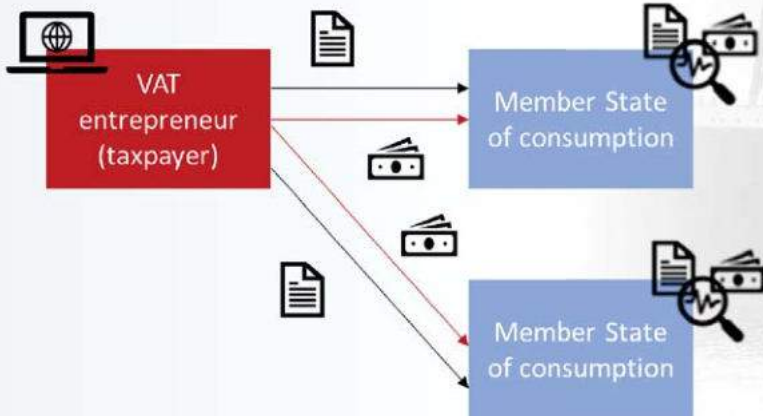 VAT
entrepreneur
(taxpayer)
Member State
of consumption
Member State
of consumption